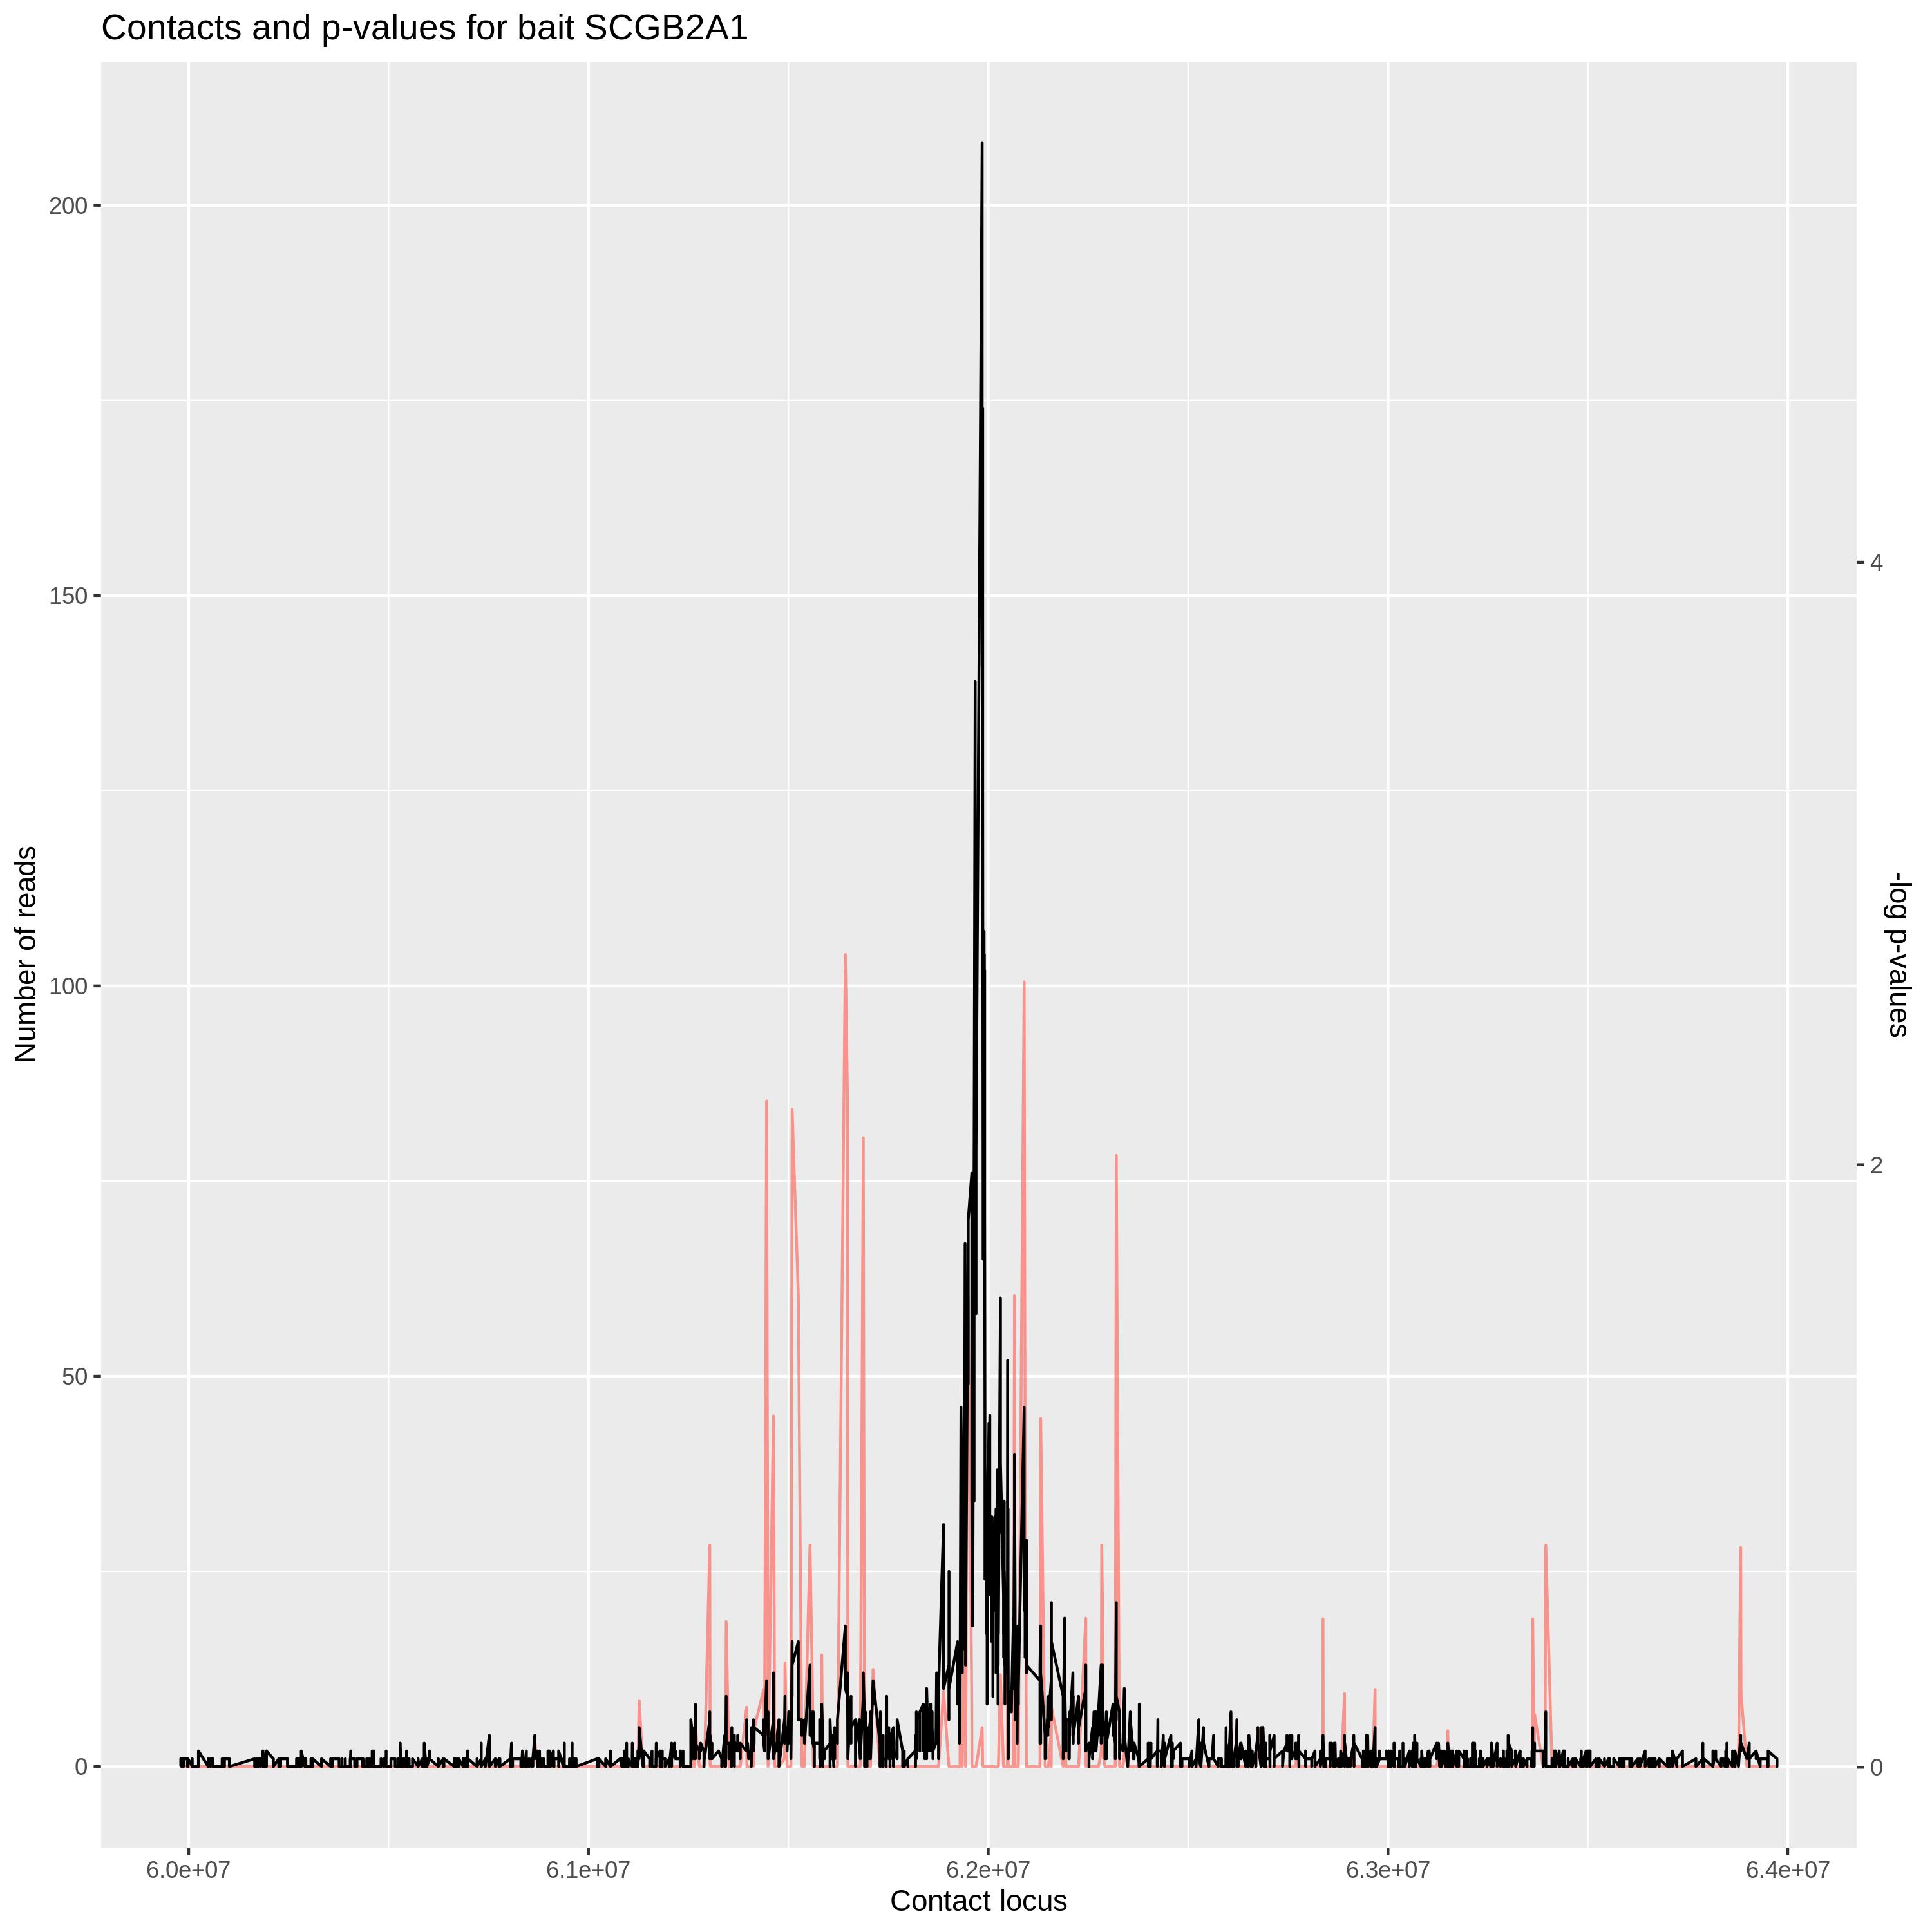 Contacts and p-values for bait SCGB2A1
200
150
100
50
0
Number of reads
4
2
0
-log p-values
6.0e+07
6.1e+07
6.2e+07
6.3e+07
6.4e+07
Contact locus